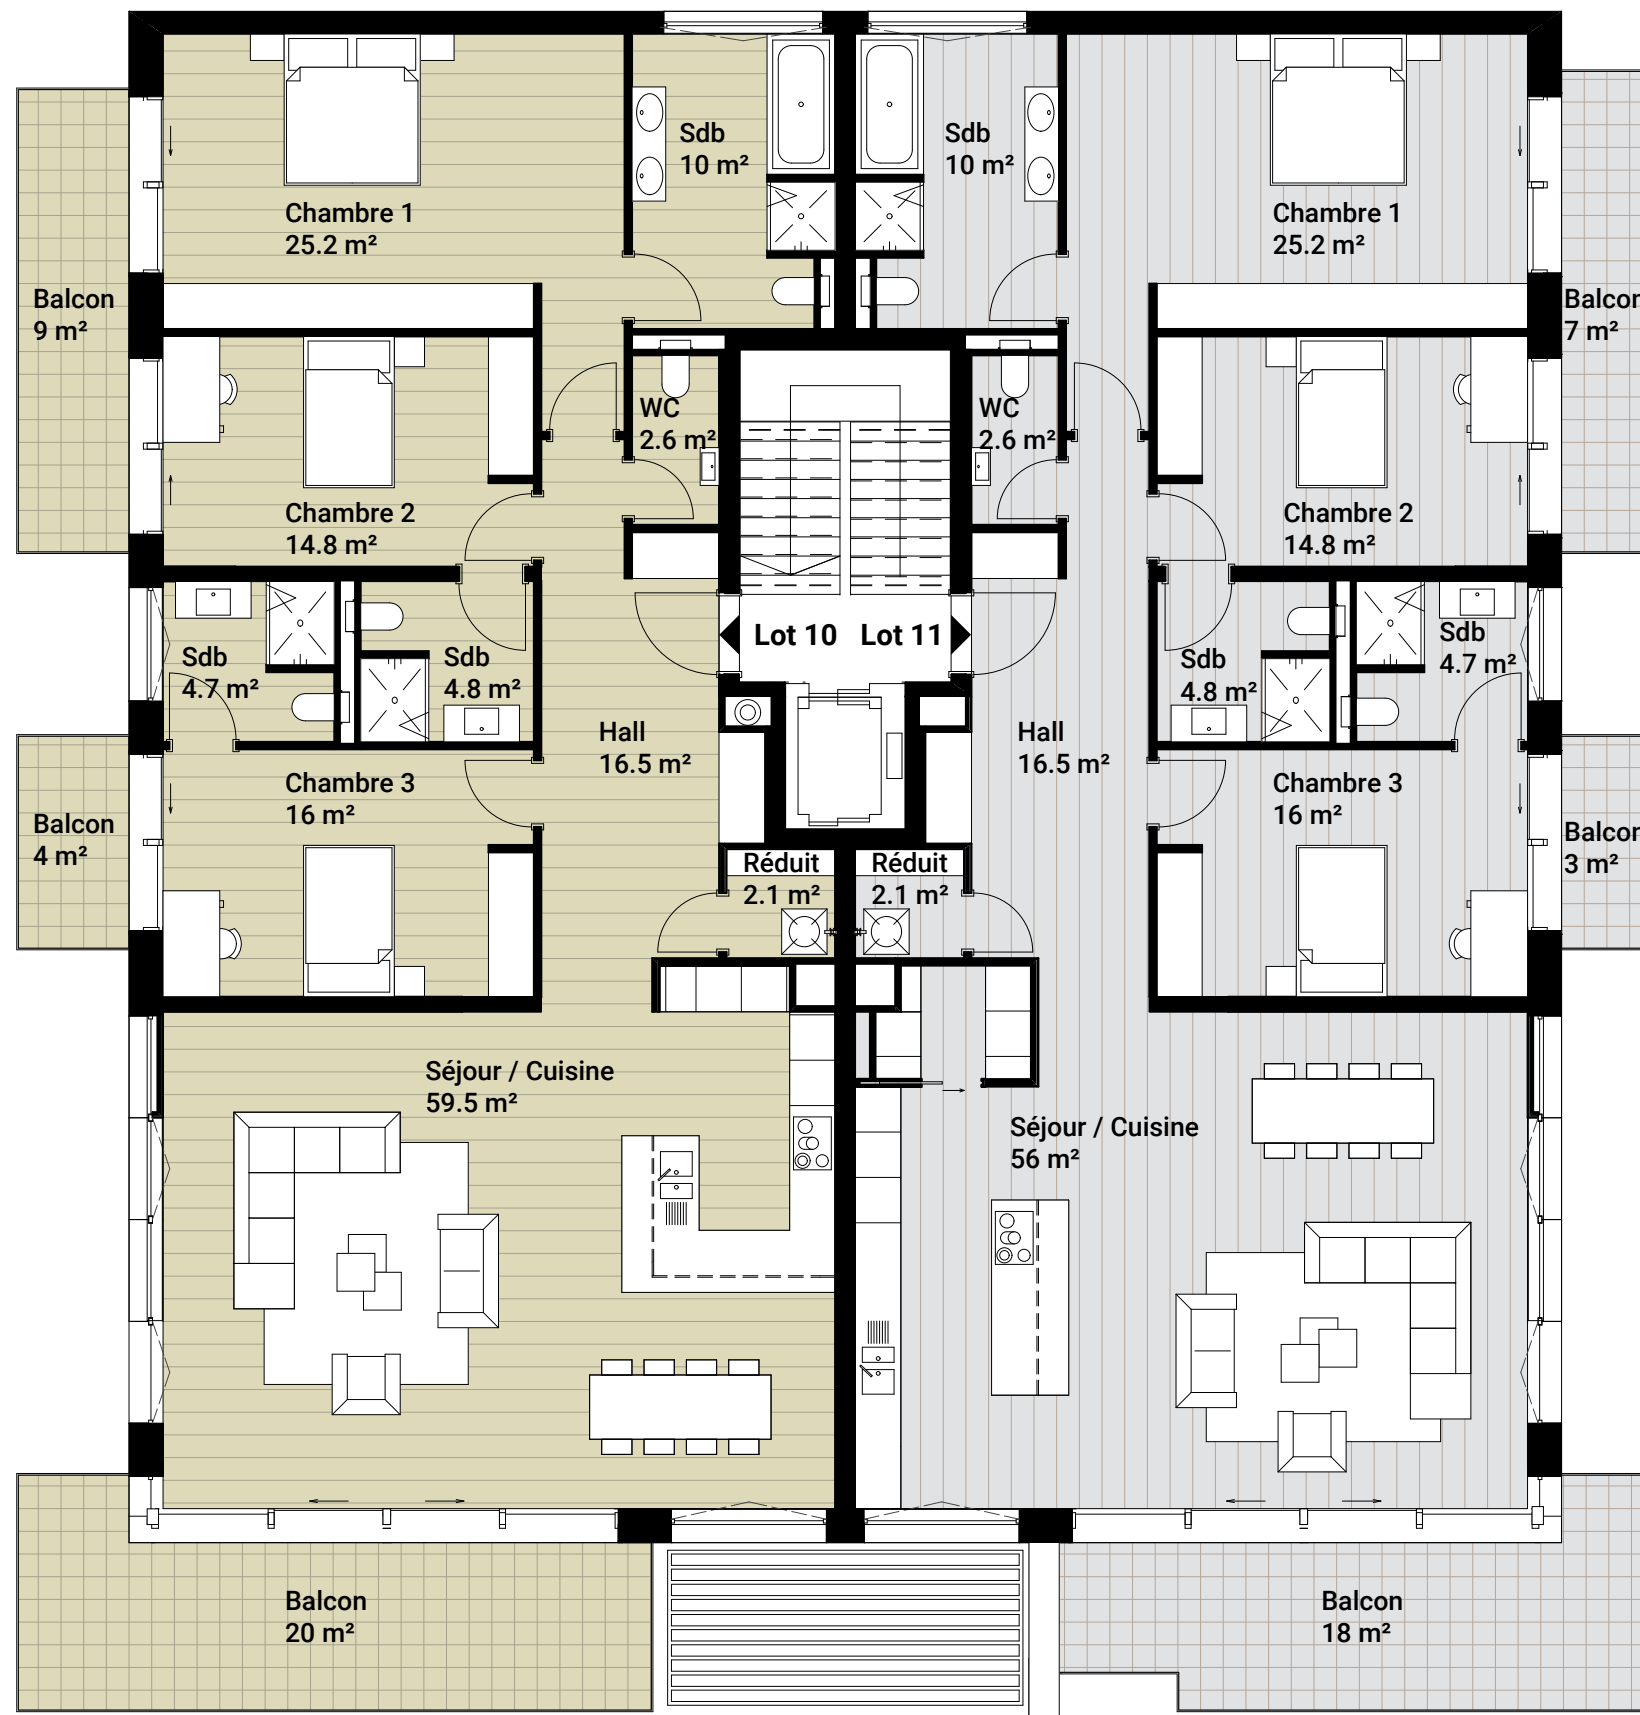 Sdb
10 m²
Sdb
10 m²
Chambre 1
25.2 m²
Chambre 1
25.2 m²
Balcon
9 m²
Balcon
7 m²
WC
2.6 m²
WC
2.6 m²
Chambre 2
14.8 m²
Chambre 2
14.8 m²
Lot 10
Lot 11
Sdb
4.7 m²
Sdb
4.8 m²
Sdb
4.8 m²
Sdb
4.7 m²
Hall
16.5 m²
Hall
16.5 m²
Chambre 3
16 m²
Chambre 3
16 m²
Balcon
4 m²
Balcon
3 m²
Réduit
2.1 m²
Réduit
2.1 m²
Séjour / Cuisine
59.5 m²
Séjour / Cuisine
56 m²
Balcon
20 m²
Balcon
18 m²